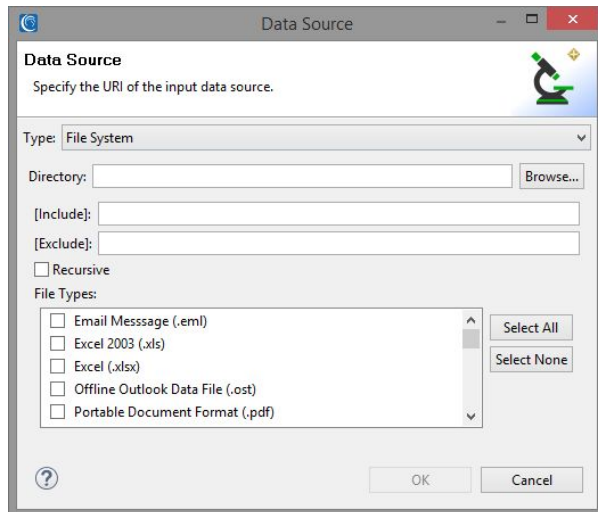 Data Source
Data Source
Specify the URI of the input data source.
Type: File System
Directory: Browse...
[Include]:
[Exclude]:
Recursive
File Types:
Email Messsage (.eml)
Excel 2003 (.xls)
Excel (.xlsx)
Offline Outlook Data File (.ost)
Portable Document Format (.pdf)
Select All
Select None
? OK Cancel